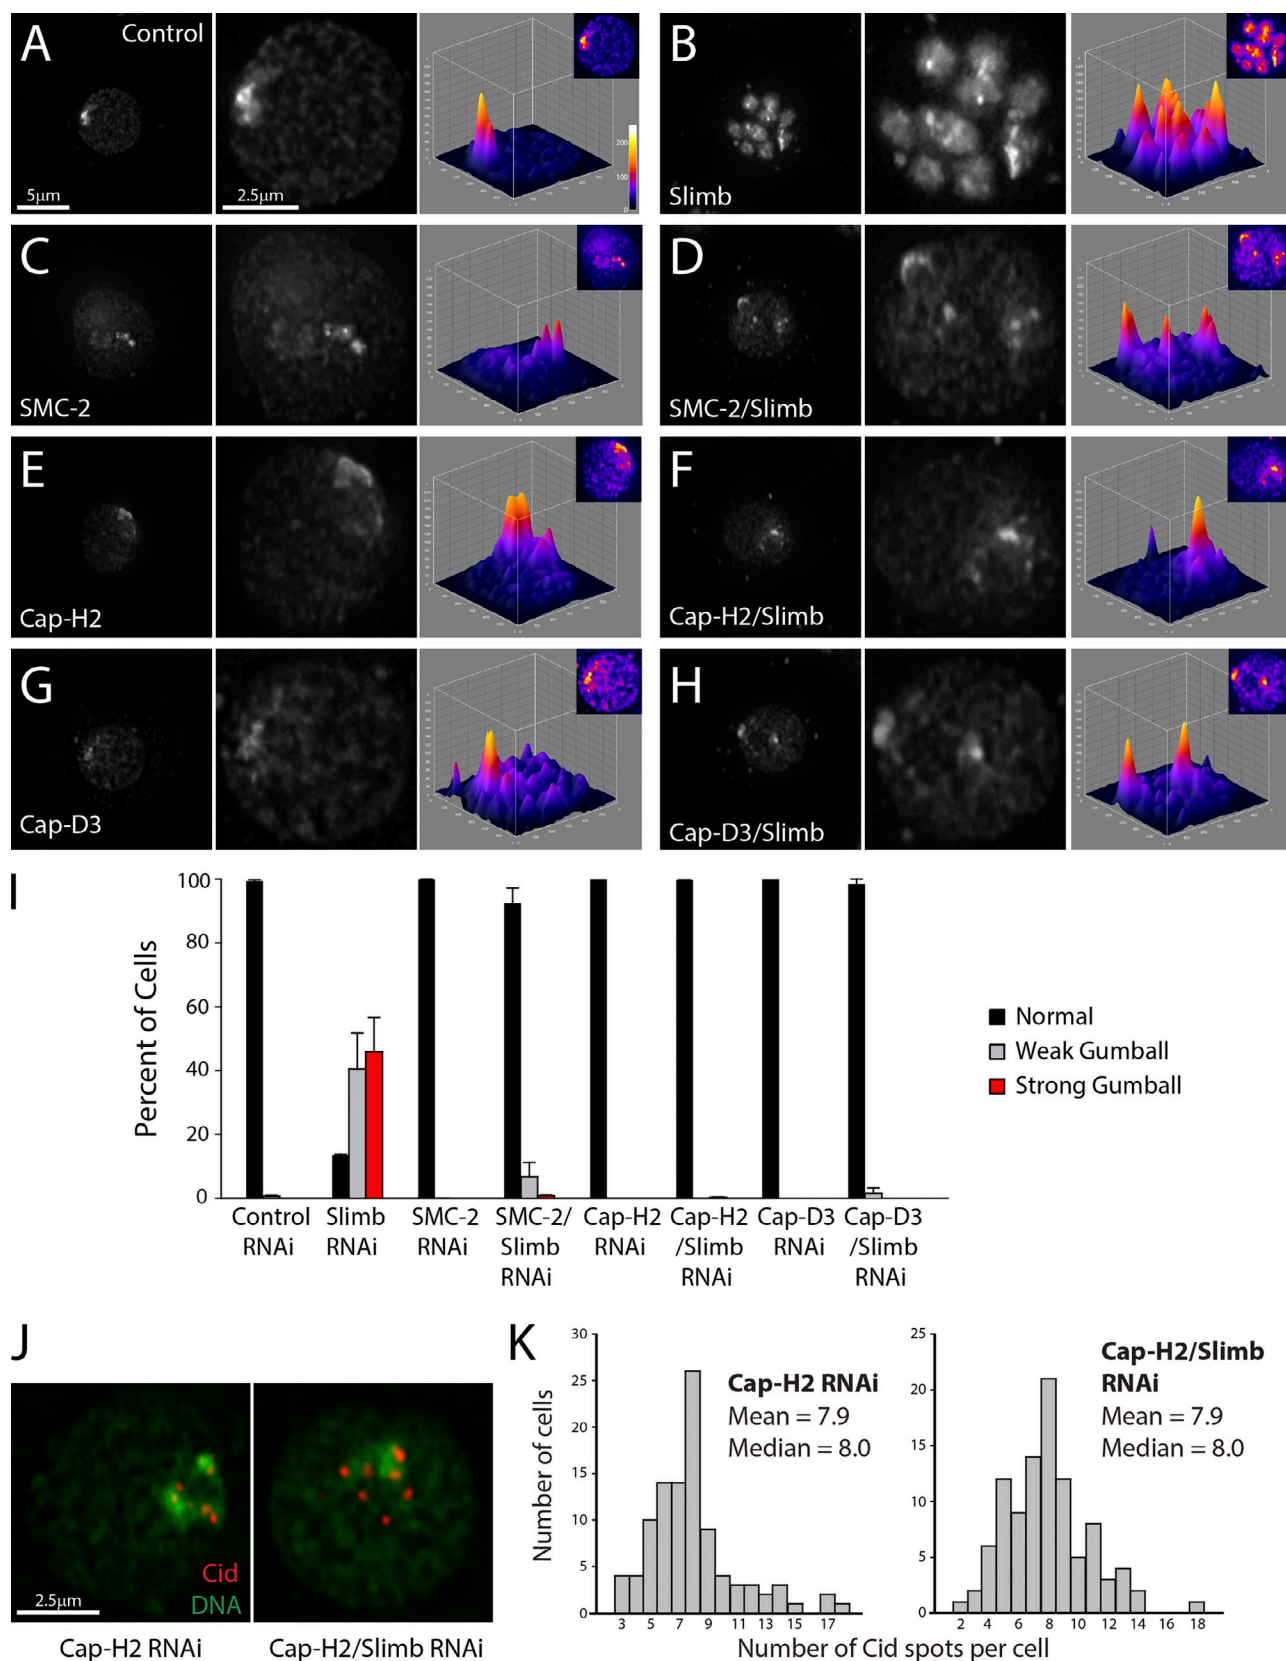 A
Control
5μm
2.5μm
200
100
0
B
Slimb
C
SMC-2
D
SMC-2/Slimb
E
Cap-H2
F
Cap-H2/Slimb
G
Cap-D3
H
Cap-D3/Slimb
I
Percent of Cells
100
80
60
40
20
0
Control
RNAi
Slimb
RNAi
SMC-2
RNAi
SMC-2/
Slimb
RNAi
Cap-H2
RNAi
Cap-H2
/Slimb
RNAi
Cap-D3
RNAi
Cap-D3
/Slimb
RNAi
Normal
Weak Gumball
Strong Gumball
J
Cid
DNA
2.5μm
Cap-H2 RNAi
Cap-H2/Slimb RNAi
K
Number of cells
30
25
20
15
10
5
0
3 5 7 9 11 13 15 17
Cap-H2 RNAi
Mean = 7.9
Median = 8.0
25
20
15
10
5
0
2 4 6 8 10 12 14 16 18
Cap-H2/Slimb
RNAi
Mean = 7.9
Median = 8.0
Number of Cid spots per cell